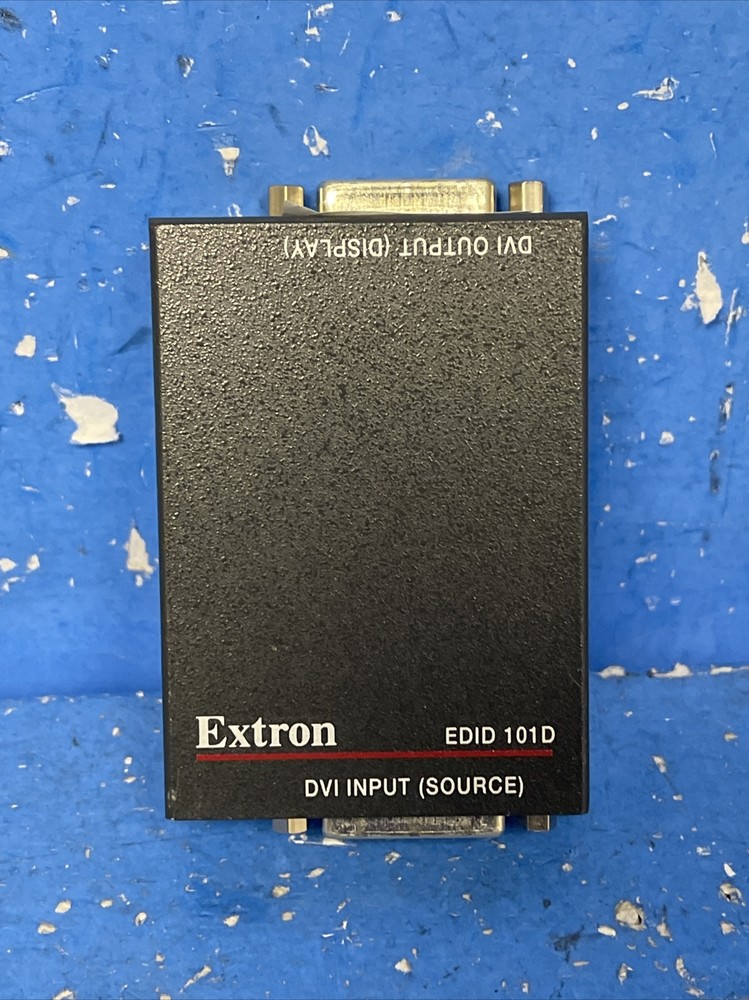 DVI OUTPUT (DISPLAY)
Extron
EDID 101D
DVI INPUT (SOURCE)